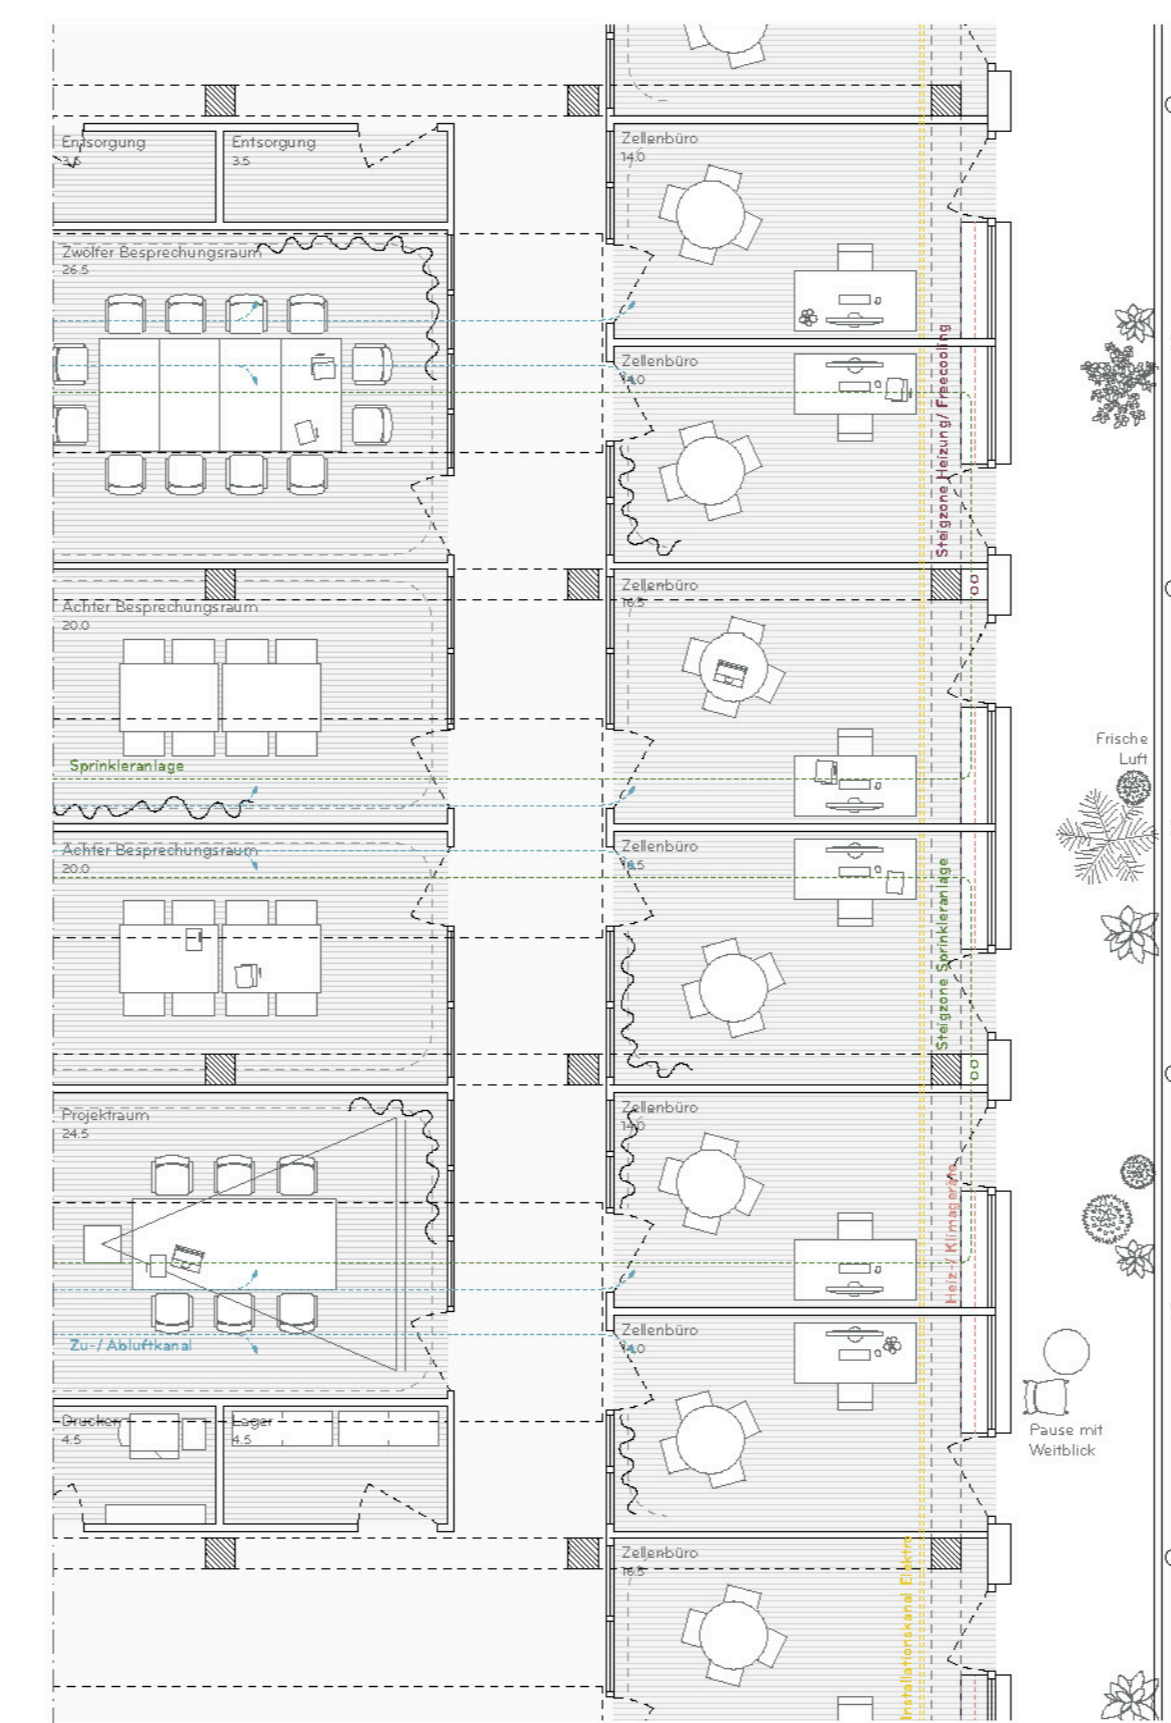 Entsorgung
3.5
Entsorgung
3.5
Zellenbüro
14.0
Zwölfer Besprechungsraum
26.5
Zellenbüro
14.0
Steigzone Heizung/ Freecooling
Achter Besprechungsraum
20.0
Zellenbüro
16.5
Sprinkleranlage
Frische
Luft
Achter Besprechungsraum
20.0
Zellenbüro
16.5
Steigzone Sprinkleranlage
Projektraum
24.5
Zellenbüro
14.0
Heiz-/ Klimageräte
Zu-/ Abluftkanal
Zellenbüro
14.0
Drucker
4.5
Lager
4.5
Pause mit
Weitblick
Zellenbüro
16.5
Installationskanal Elektro